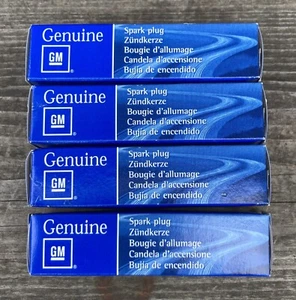 Genuine
GM
Spark plug
Zündkerze
Bougie d'allumage
Candela d'accensione
Bujía de encendido
Genuine
GM
Spark plug
Zündkerze
Bougie d'allumage
Candela d'accensione
Bujía de encendido
Genuine
GM
Spark plug
Zündkerze
Bougie d'allumage
Candela d'accensione
Bujía de encendido
Genuine
GM
Spark plug
Zündkerze
Bougie d'allumage
Candela d'accensione
Bujía de encendido